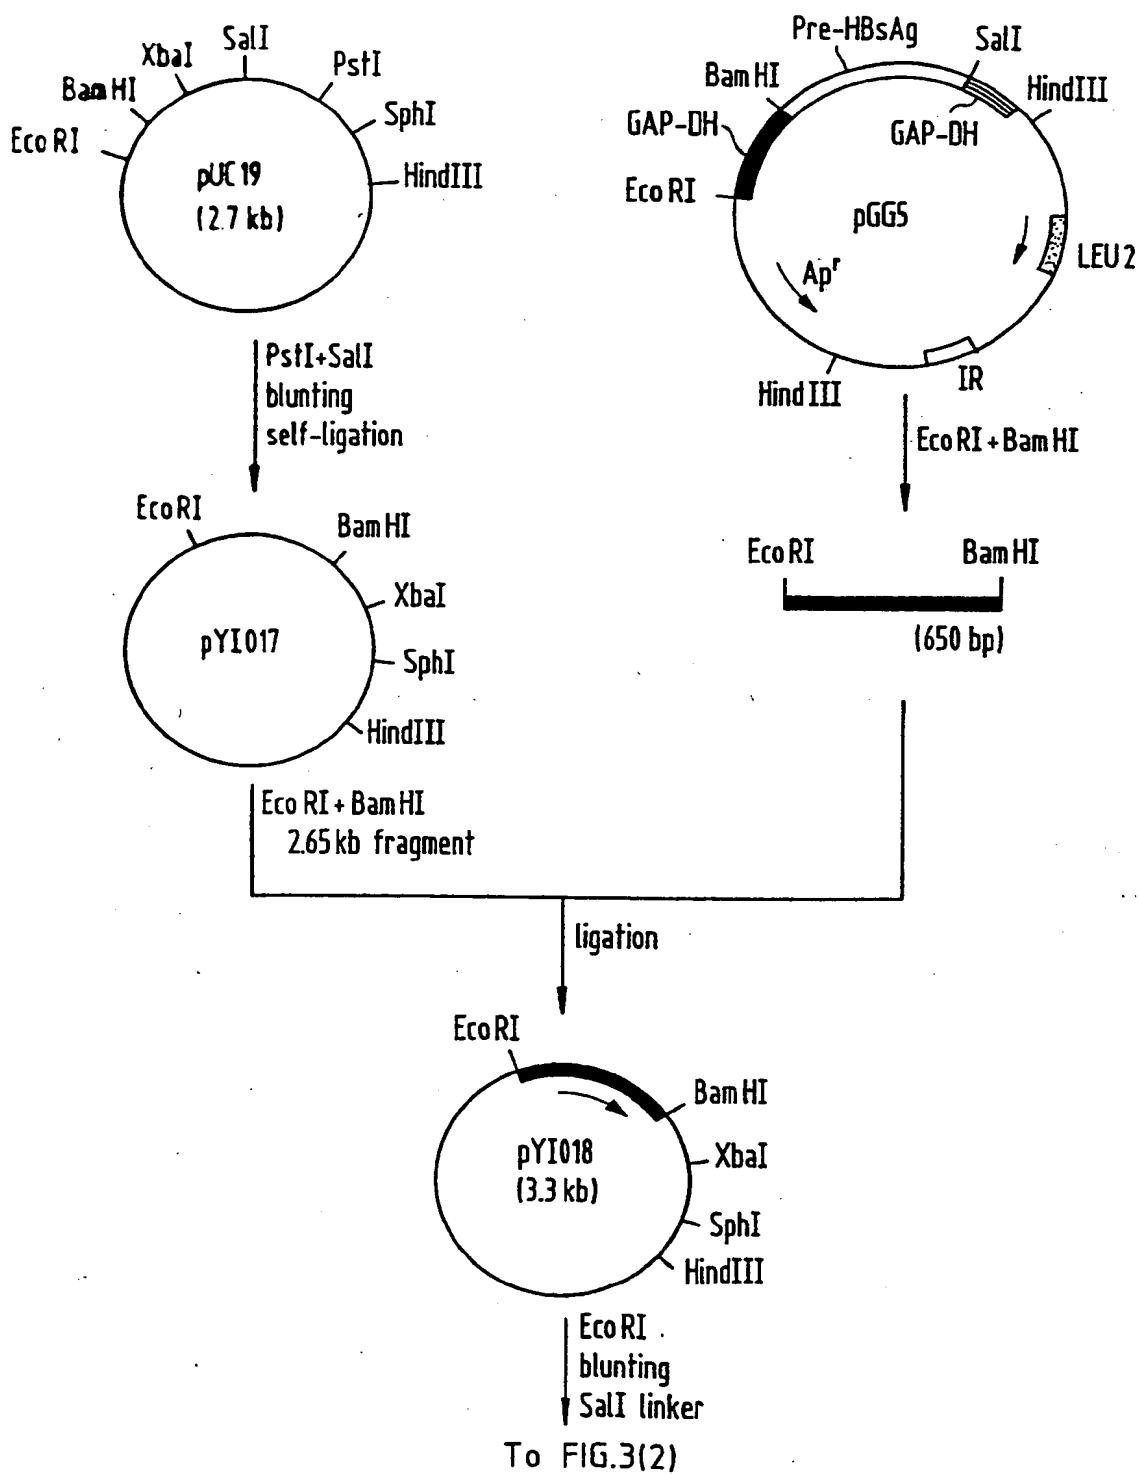 SalI
XbaI
PstI
BamHI
SphI
EcoRI
HindIII
pUC19
(2.7 kb)
Pre-HBsAg
SalI
BamHI
HindIII
GAP-DH
GAP-DH
EcoRI
pGG5
LEU2
Apr
HindIII
IR
PstI+SalI
blunting
self-ligation
EcoRI+BamHI
EcoRI
BamHI
XbaI
pYI017
SphI
HindIII
EcoRI BamHI
(650 bp)
EcoRI+BamHI
2.65kb fragment
ligation
EcoRI
BamHI
XbaI
pYI018
(3.3 kb)
SphI
HindIII
EcoRI
blunting
SalI linker
To FIG.3(2)